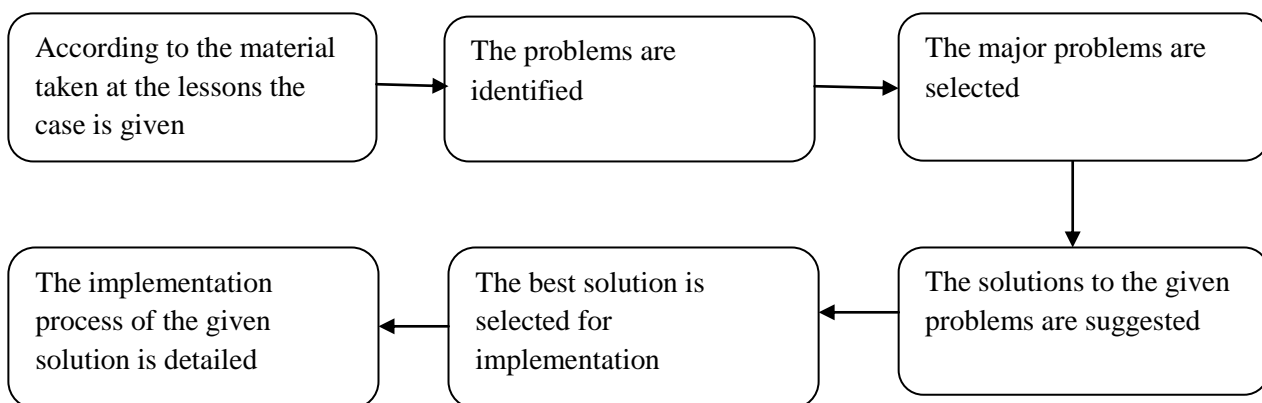 According to the material
taken at the lessons the
case is given
The problems are
identified
The major problems are
selected
The solutions to the given
problems are suggested
The best solution is
selected for
implementation
The implementation
process of the given
solution is detailed